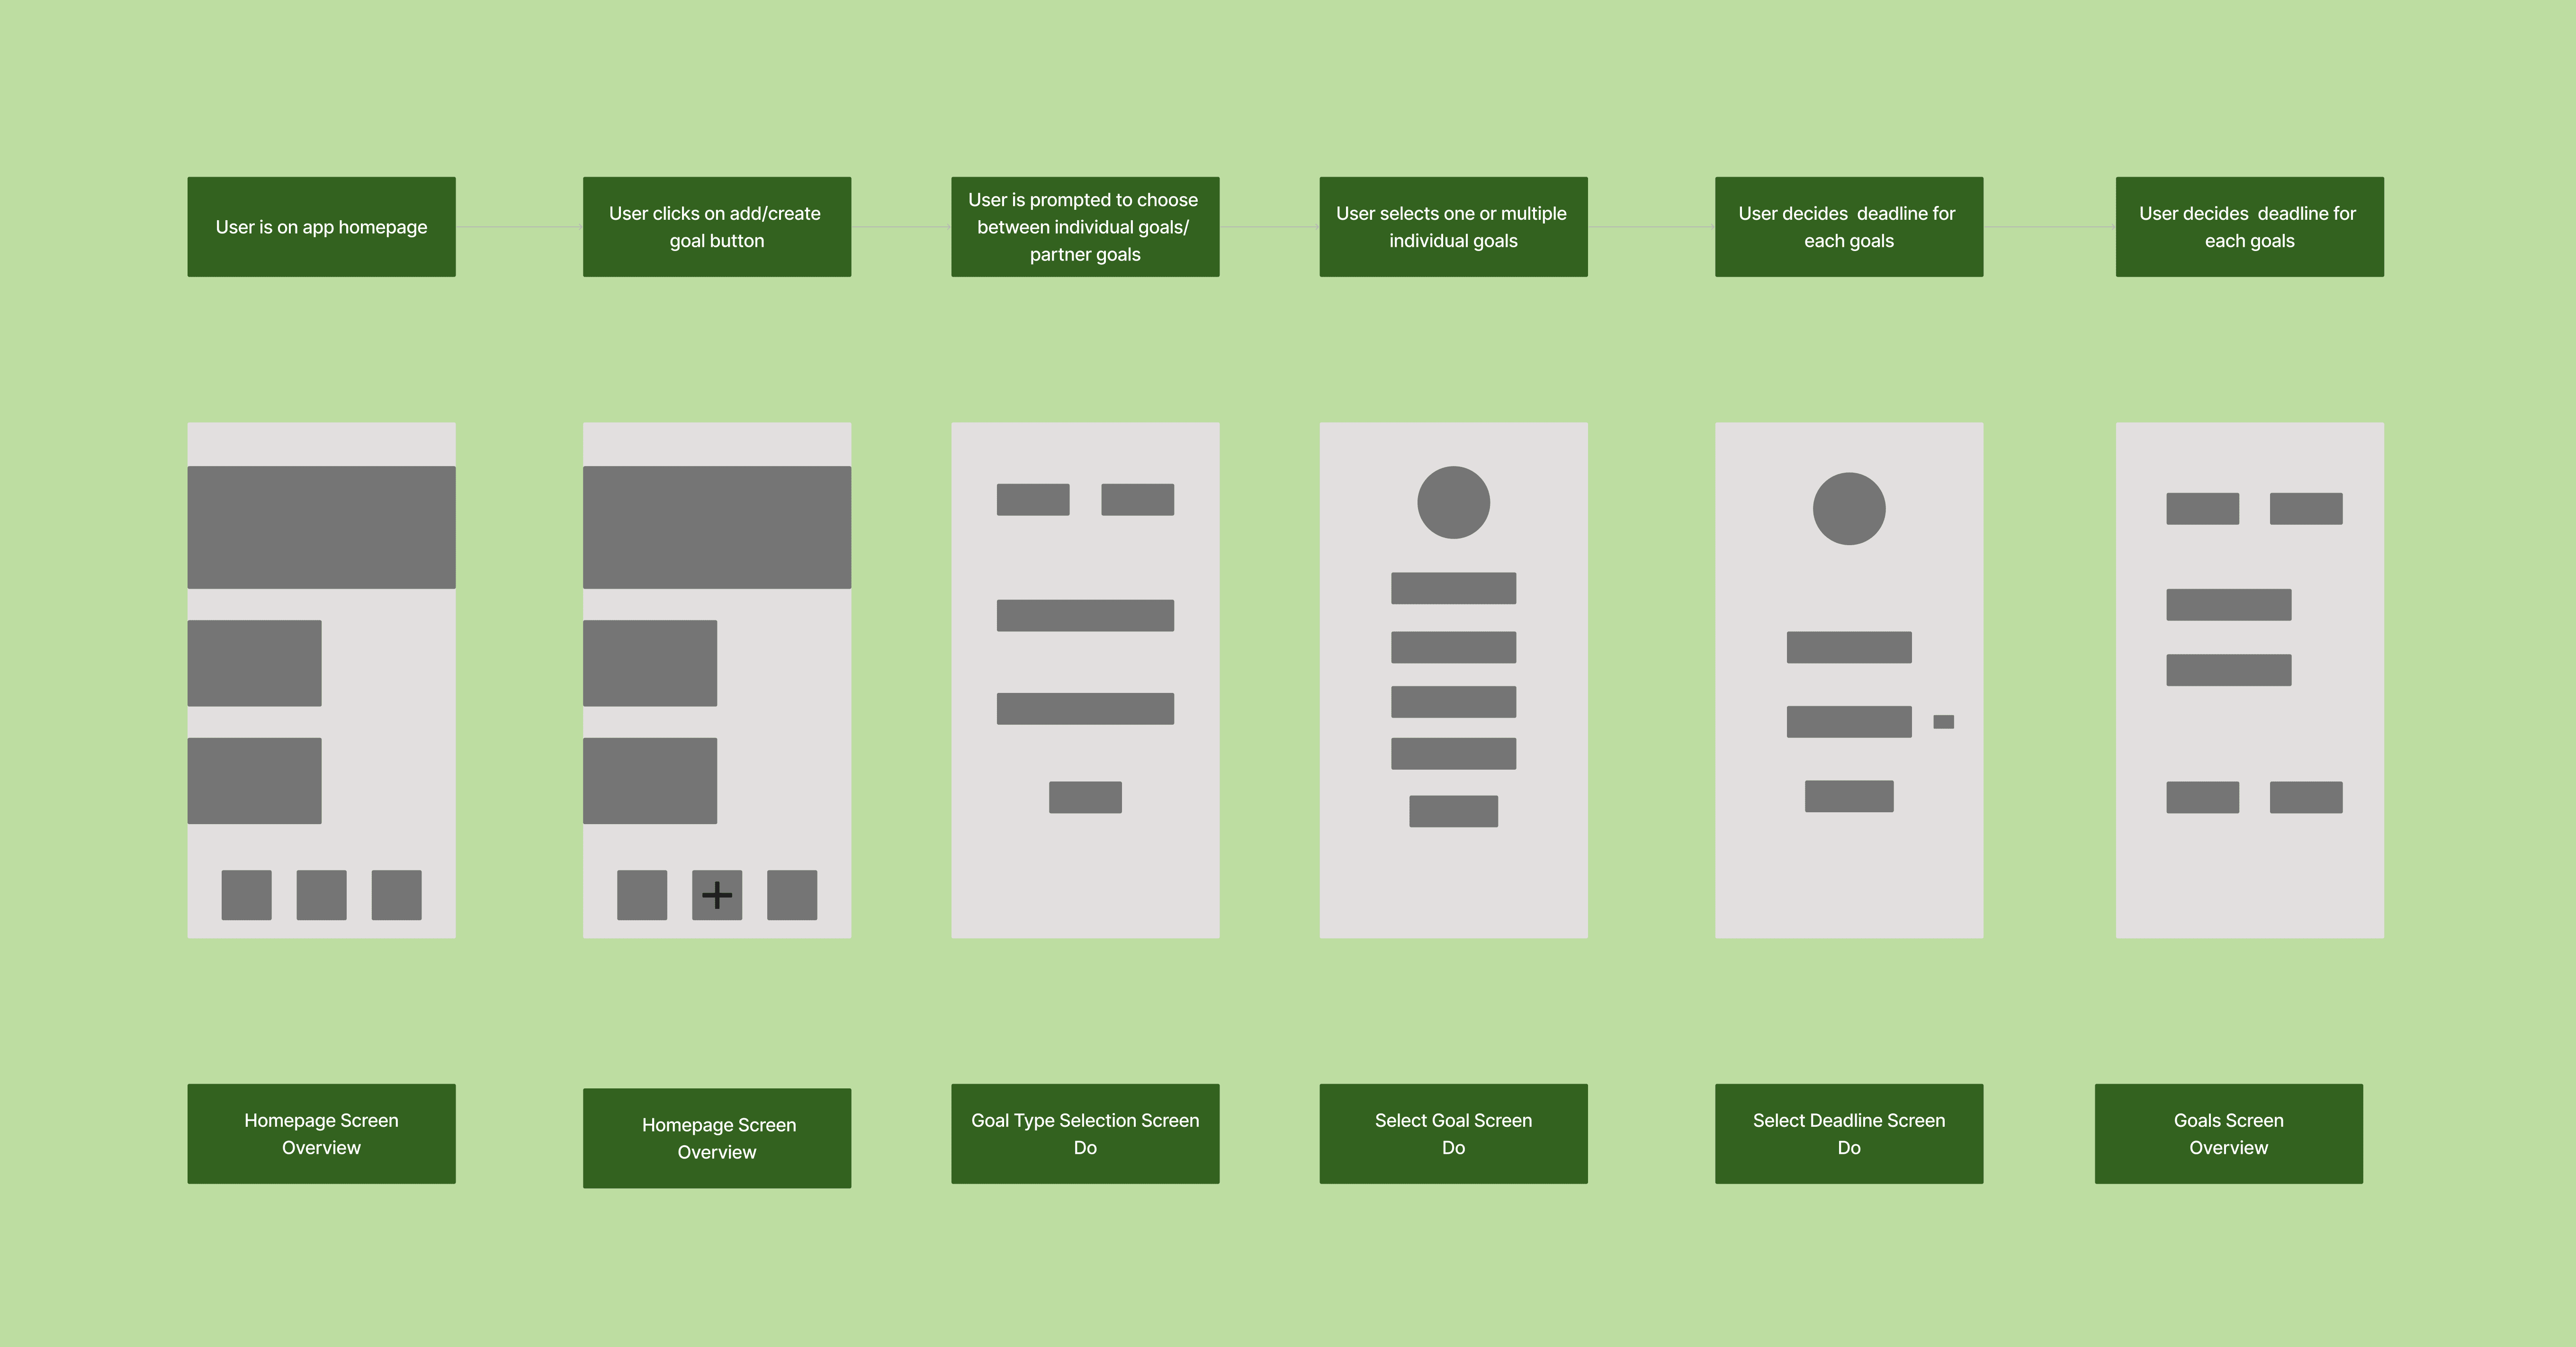 User is on app homepage
User clicks on add/create
goal button
User is prompted to choose
between individual goals/
partner goals
User selects one or multiple
individual goals
User decides  deadline for
each goals
User decides  deadline for
each goals
Homepage Screen
Overview
Homepage Screen
Overview
Goal Type Selection Screen
Do
Select Goal Screen
Do
Select Deadline Screen
Do
Goals Screen
Overview